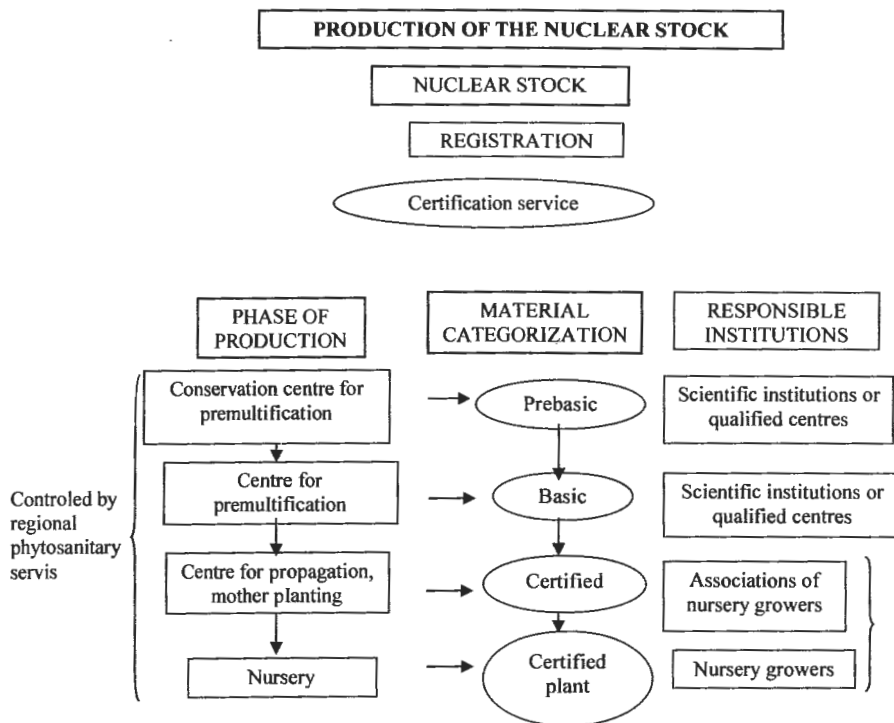 PRODUCTION OF THE NUCLEAR STOCK
NUCLEAR STOCK
REGISTRATION
Certification service
PHASE OF
PRODUCTION
MATERIAL
CATEGORIZATION
RESPONSIBLE
INSTITUTIONS
Conservation centre for
premultification
Prebasic
Scientific institutions or
qualified centres
Controled by
regional
phytosanitary
servis
Centre for
premultification
Basic
Scientific institutions or
qualified centres
Centre for propagation,
mother planting
Certified
Associations of
nursery growers
Nursery
Certified
plant
Nursery growers